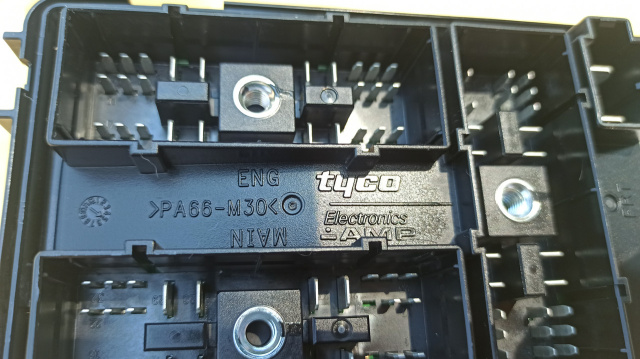 ENG
tyco
>PA66-M30<
Electronics
AMP
MAIN